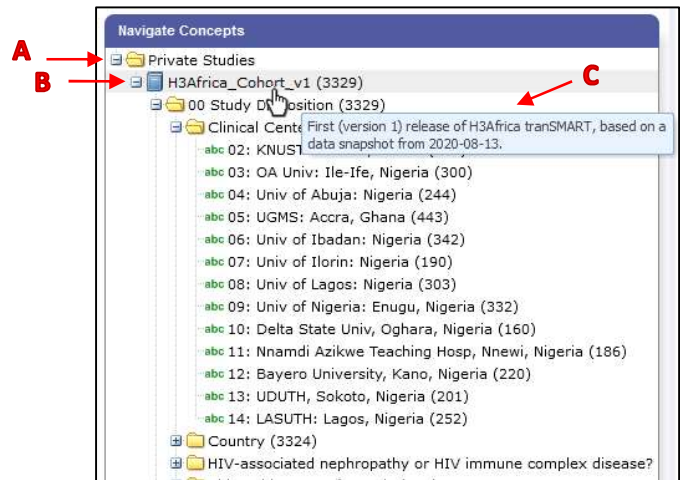 Navigate Concepts
A
Private Studies
B
H3Africa_Cohort_v1 (3329)
C
00 Study D osition (3329)
Clinical Cente
First (version 1) release of H3Africa tranSMART, based on a
data snapshot from 2020-08-13.
abc 02: KNUST
abc 03: OA Univ: Ile-Ife, Nigeria (300)
abc 04: Univ of Abuja: Nigeria (244)
abc 05: UGMS: Accra, Ghana (443)
abc 06: Univ of Ibadan: Nigeria (342)
abc 07: Univ of Ilorin: Nigeria (190)
abc 08: Univ of Lagos: Nigeria (303)
abc 09: Univ of Nigeria: Enugu, Nigeria (332)
abc 10: Delta State Univ, Oghara, Nigeria (160)
abc 11: Nnamdi Azikwe Teaching Hosp, Nnewi, Nigeria (186)
abc 12: Bayero University, Kano, Nigeria (220)
abc 13: UDUTH, Sokoto, Nigeria (201)
abc 14: LASUTH: Lagos, Nigeria (252)
Country (3324)
HIV-associated nephropathy or HIV immune complex disease?